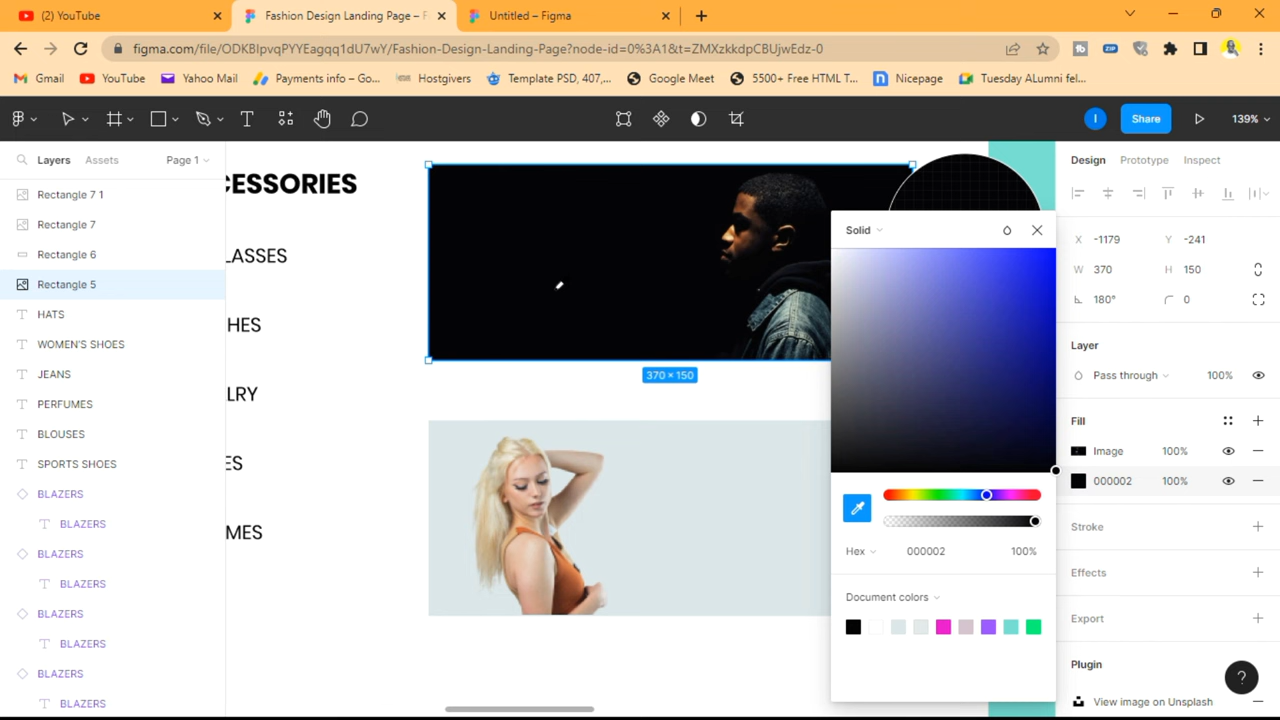 (1) YouTube
Fashion Design Landing Page – F
Untitled – Figma
figma.com/file/ODKBlpvqPYYEagqq1dU7wY/Fashion-Design-Landing-Page?node-id=0%3A1&t=ZMXzkkdpCBUjwEdz-0
Gmail
YouTube
Yahoo Mail
Payments info – Go...
Hostgivers
Template PSD, 407,...
Google Meet
5500+ Free HTML T...
Nicepage
Tuesday ALumni fel...
I
Share
139%
Layers
Assets
Page 1
Rectangle 7 1
Rectangle 7
Rectangle 6
Rectangle 5
HATS
WOMEN'S SHOES
JEANS
PERFUMES
BLOUSES
SPORTS SHOES
BLAZERS
BLAZERS
BLAZERS
BLAZERS
BLAZERS
BLAZERS
BLAZERS
BLAZERS
CESSORIES
LASSES
HES
LRY
ES
MES
370 × 150
Solid
Hex
000002
100%
Document colors
Design
Prototype
Inspect
X -1179
Y -241
W 370
H 150
180°
0
Layer
Pass through
100%
Fill
Image
100%
000002
100%
Stroke
Effects
Export
Plugin
View image on Unsplash
?